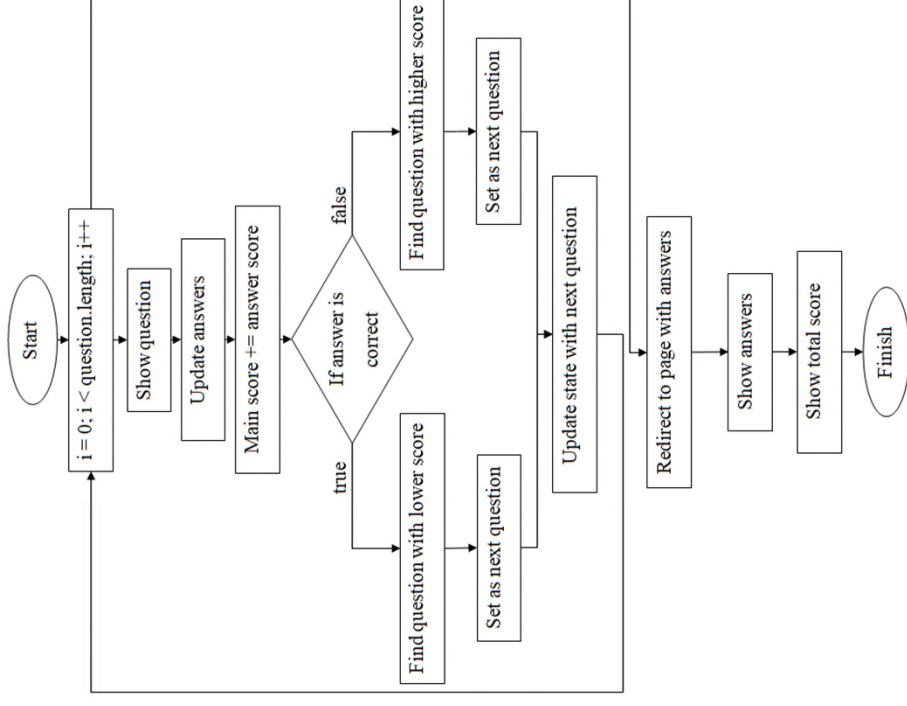 Start
i = 0; i < question.length; i++
Show question
Update answers
Main score += answer score
If answer is
correct
true
false
Find question with lower score
Find question with higher score
Set as next question
Set as next question
Update state with next question
Redirect to page with answers
Show answers
Show total score
Finish